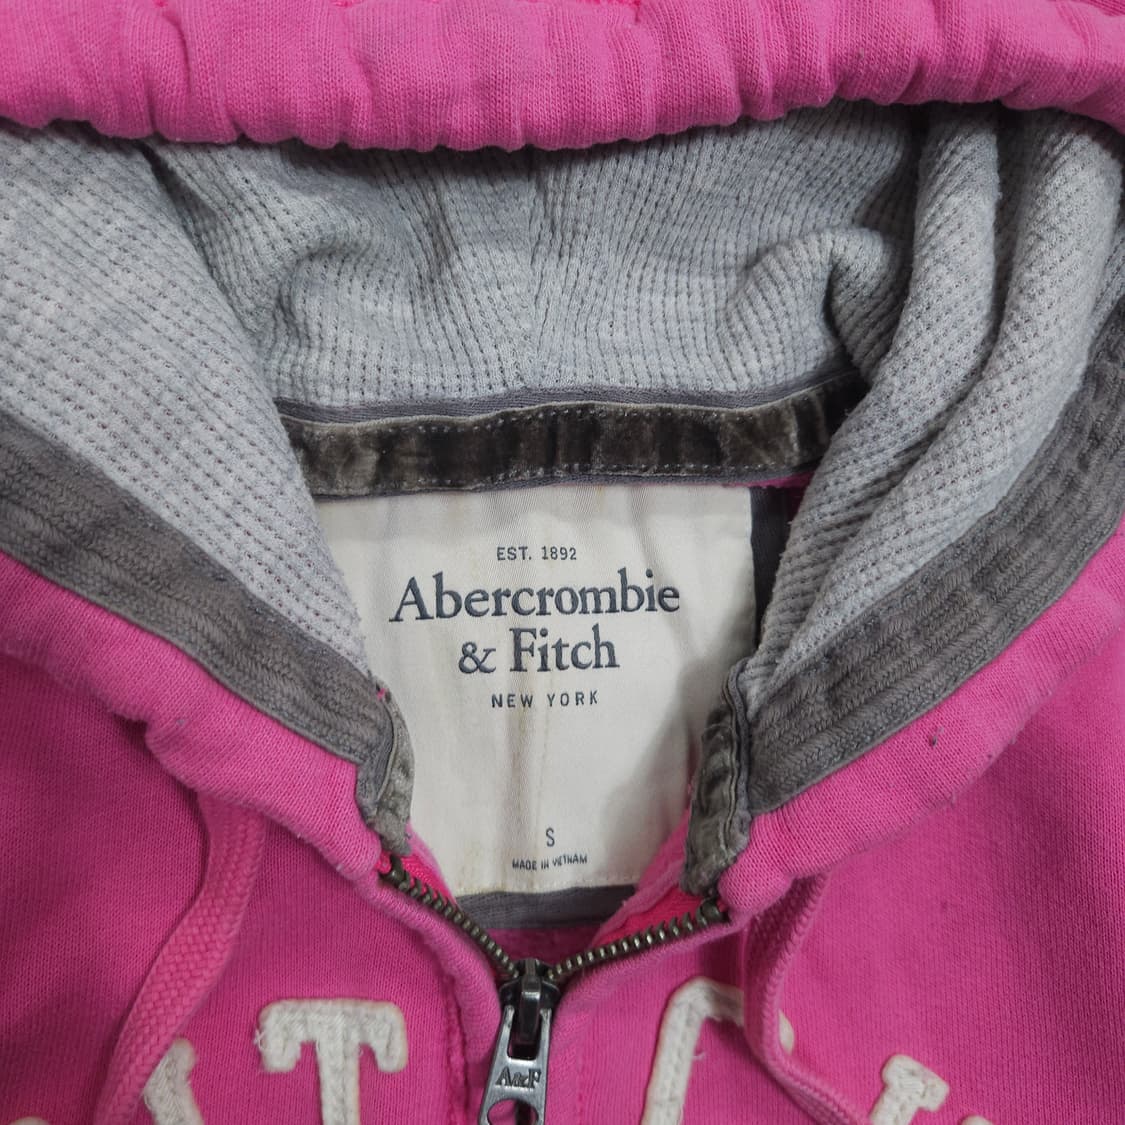 EST. 1892
Abercrombie
& Fitch
NEW YORK
S
MADE IN VIETNAM
A&F